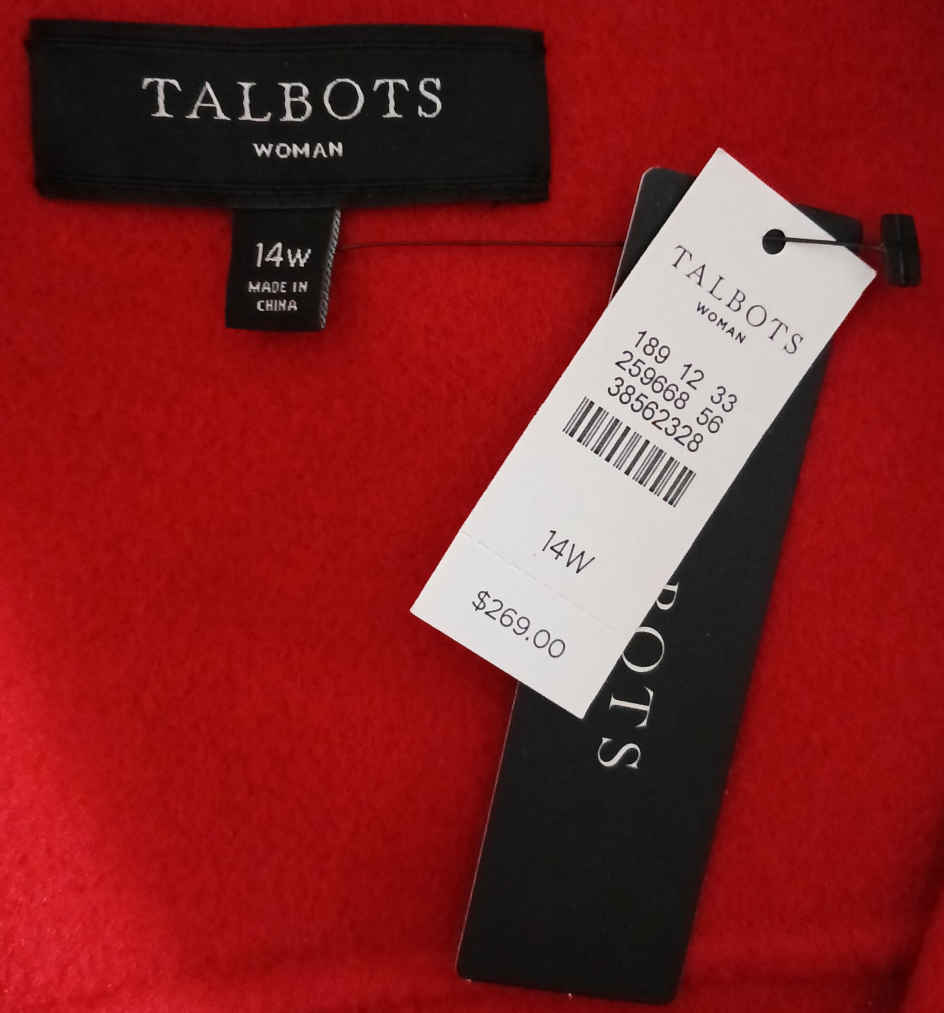 TALBOTS
WOMAN
14W
MADE IN
CHINA
TALBOTS
WOMAN
189 12 33
259668 56
38562328
14W
$269.00
BOTS